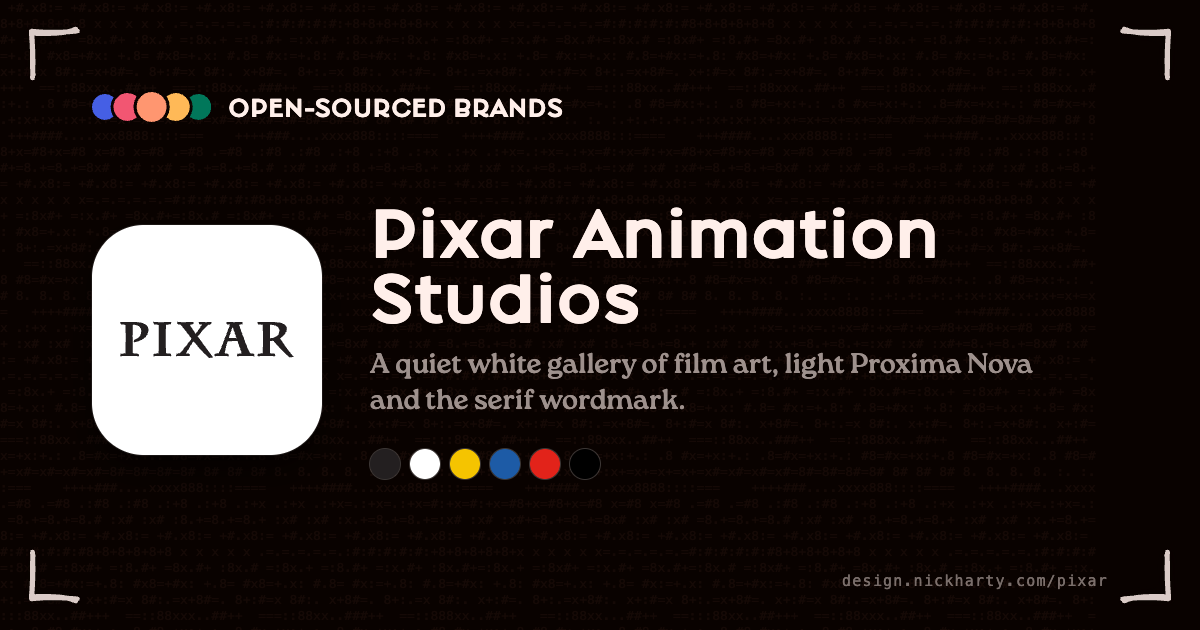 OPEN-SOURCED BRANDS
PIXAR
Pixar Animation
Studios
A quiet white gallery of film art, light Proxima Nova
and the serif wordmark.
design.nickharty.com/pixar